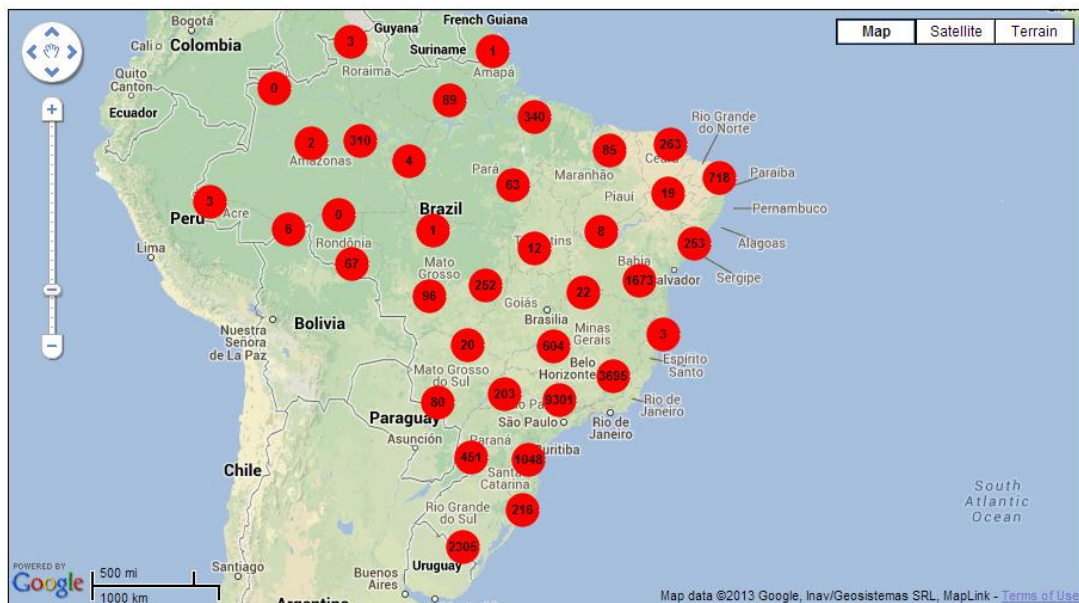 Bogotá
Guyana
French Guiana
Map
Satellite
Terrain
Cali
Colombia
3
Suriname
1
Roraima
Amapá
Quito
Canton
0
89
340
Ecuador
Rio Grande
do Norte
2
310
Amazonas
4
85
263
Ceará
Pará
Maranhão
63
718
Paraíba
19
Piauí
3
Acre
Peru
0
Brazil
Pernambuco
6
1
8
Rondônia
12
253
Alagoas
Lima
67
Mato
Grosso
Bahia
Salvador
Sergipe
252
1673
96
22
Goiás
Brasilia
Bolivia
Nuestra
Señora
de La Paz
Minas
Gerais
3
20
604
Espírito
Santo
Mato Grosso
do Sul
Belo
Horizonte
3695
80
203
9301
Rio de
Janeiro
Paraguay
São Paulo
Rio de
Janeiro
Asunción
Paraná
451
1048
Curitiba
Chile
Santa
Catarina
216
Rio Grande
do Sul
South
Atlantic
Ocean
2305
Uruguay
POWERED BY
Google
500 mi
1000 km
Santiago
Buenos
Aires
Argentina
Map data ©2013 Google, Inav/Geosistemas SRL, MapLink - Terms of Use